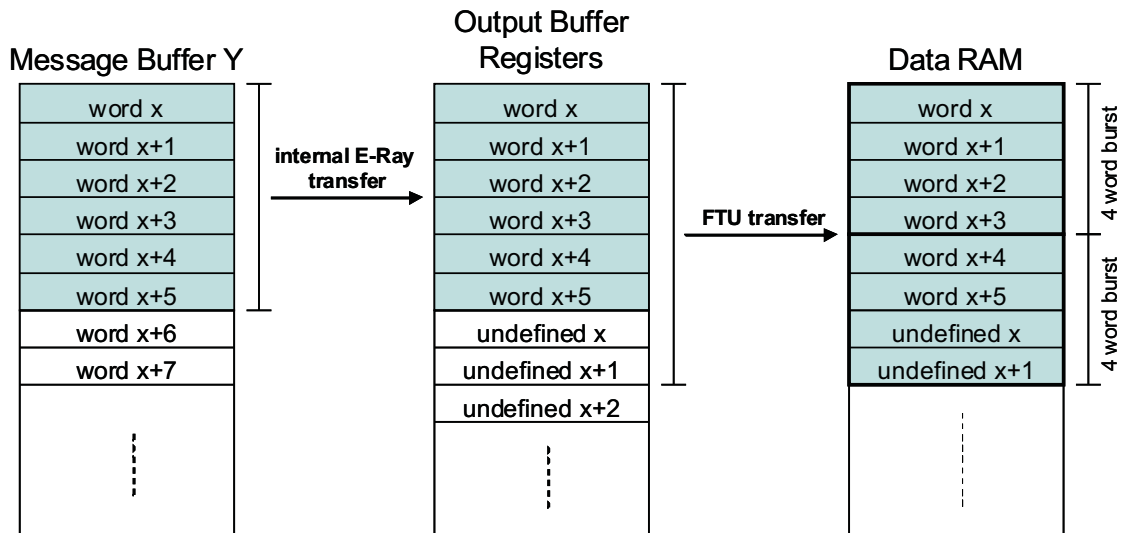 Message Buffer Y
word x
word x+1
word x+2
word x+3
word x+4
word x+5
word x+6
word x+7
internal E-Ray
transfer
Output Buffer
Registers
word x
word x+1
word x+2
word x+3
word x+4
word x+5
undefined x
undefined x+1
undefined x+2
FTU transfer
Data RAM
word x
word x+1
word x+2
word x+3
word x+4
word x+5
undefined x
undefined x+1
4 word burst
4 word burst